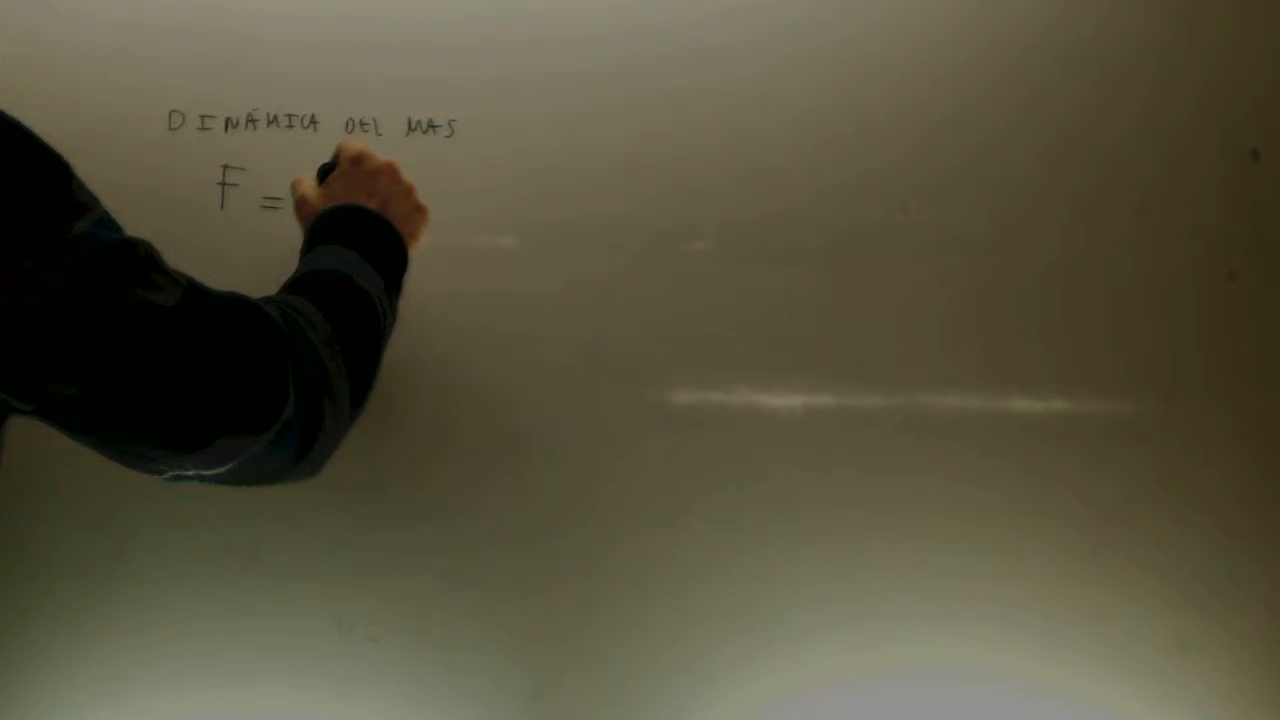 DINÁMICA DEL MAS
F =